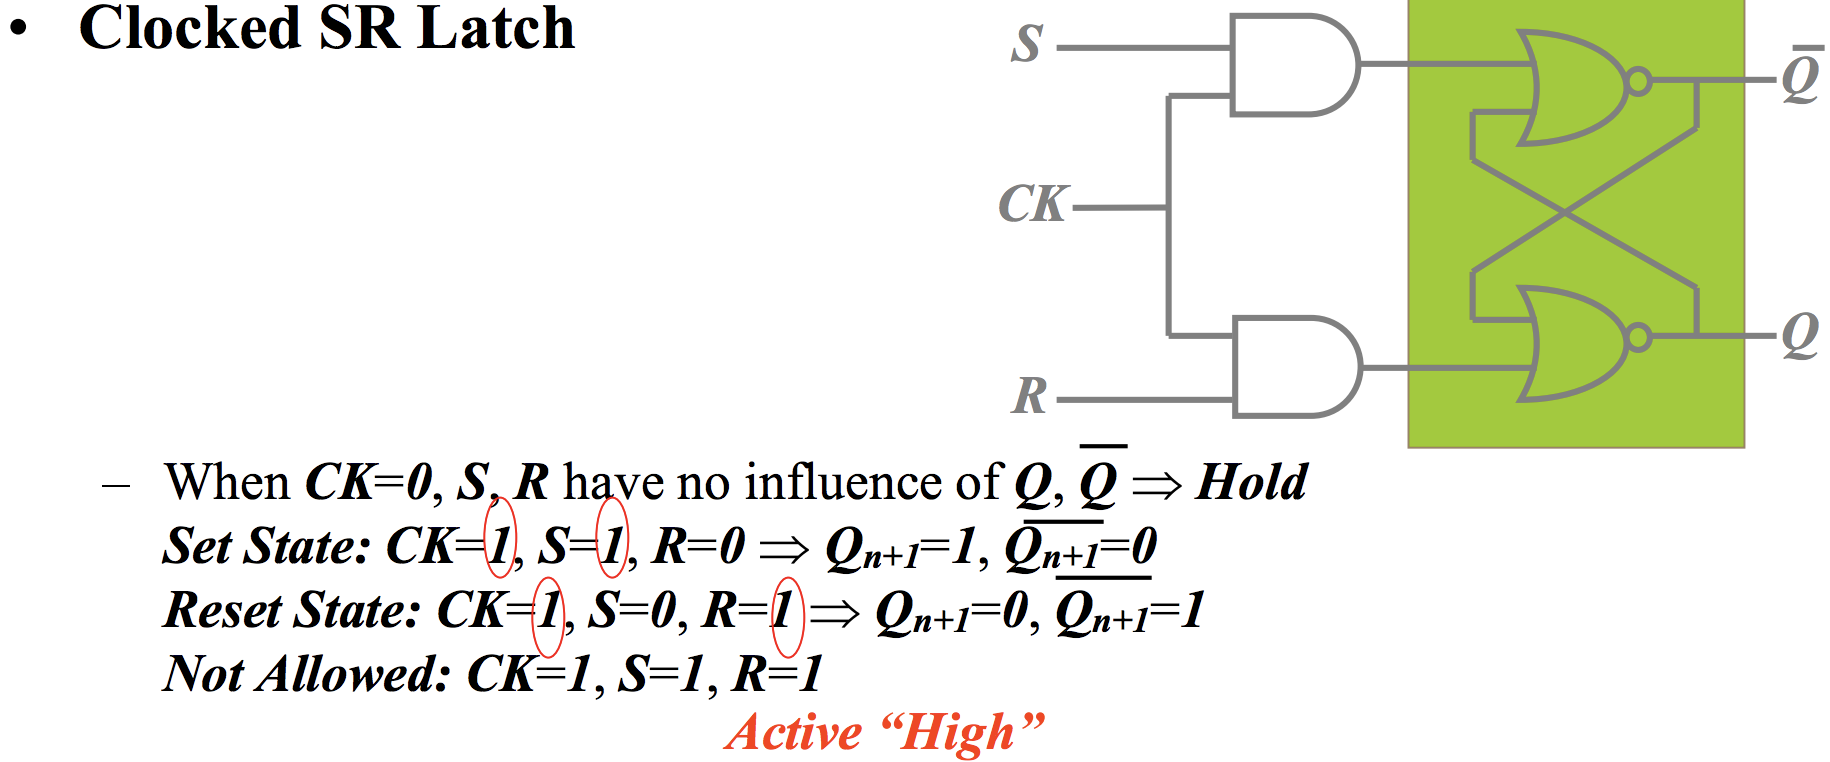 • Clocked SR Latch
S
Q̅
CK
Q
R
– When CK=0, S, R have no influence of Q, Q̅ ⇒ Hold
Set State: CK=1, S=1, R=0 ⇒ Qn+1=1, Q̅n+1=0
Reset State: CK=1, S=0, R=1 ⇒ Qn+1=0, Q̅n+1=1
Not Allowed: CK=1, S=1, R=1
Active “High”